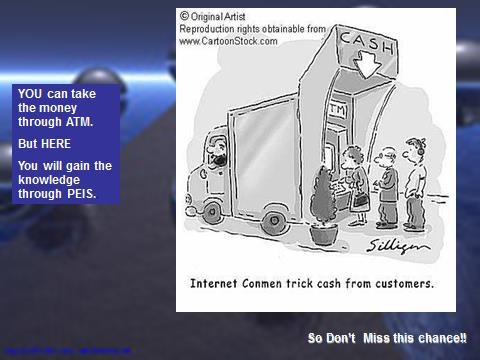 © Original Artist
Reproduction rights obtainable from
www.CartoonStock.com
CASH
ATM
YOU can take
the money
through ATM.
But HERE
You will gain the
knowledge
through PEIS.
Silligan
Internet Conmen trick cash from customers.
So Don't Miss this chance!!